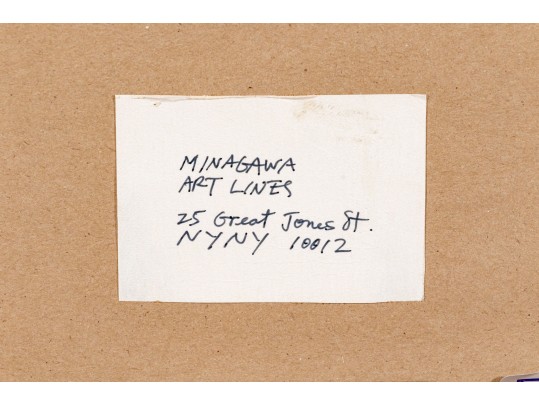 MINAGAWA
ART LINES
25 Great Jones St.
NYNY 10012